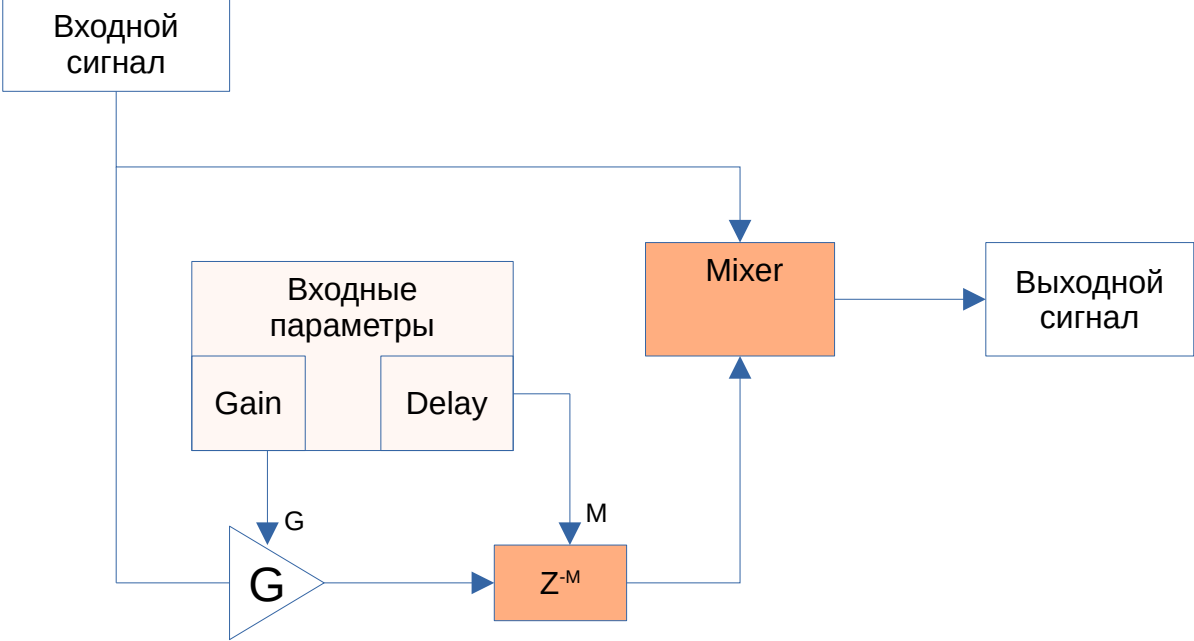 Входной
сигнал
Mixer
Выходной
сигнал
Входные
параметры
Gain
Delay
G
M
G
Z-M